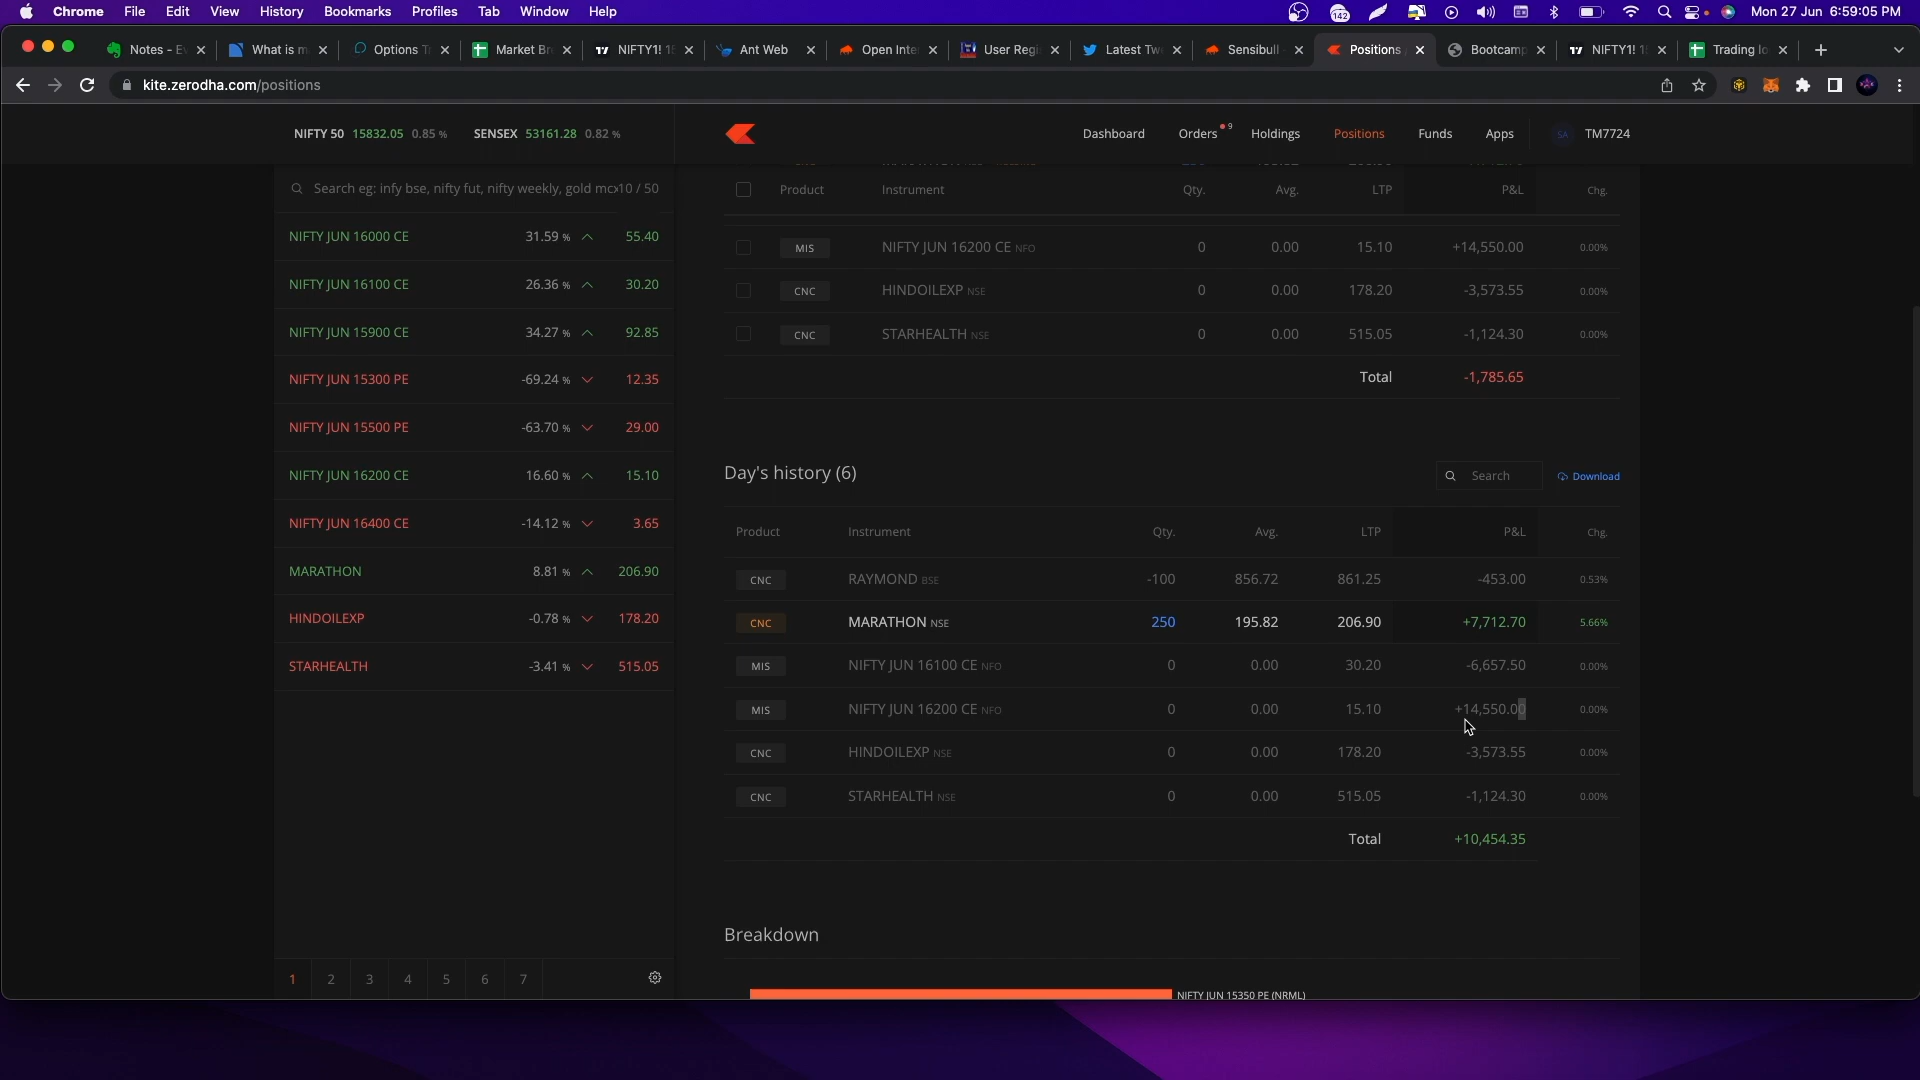 Chrome File Edit View History Bookmarks Profiles Tab Window Help 142 Mon 27 Jun 6:59:05 PM
Notes - E What is m Options T Market Br NIFTY1! 1 Ant Web Open Inte User Regi Latest Tw Sensibull Positions Bootcamp NIFTY1! 1 Trading lo
kite.zerodha.com/positions
NIFTY 50 15832.05 0.85 % SENSEX 53161.28 0.82 %
Dashboard Orders 9 Holdings Positions Funds Apps SA TM7724
Search eg: infy bse, nifty fut, nifty weekly, gold mc 10 / 50
NIFTY JUN 16000 CE 31.59 % 55.40
NIFTY JUN 16100 CE 26.36 % 30.20
NIFTY JUN 15900 CE 34.27 % 92.85
NIFTY JUN 15300 PE -69.24 % 12.35
NIFTY JUN 15500 PE -63.70 % 29.00
NIFTY JUN 16200 CE 16.60 % 15.10
NIFTY JUN 16400 CE -14.12 % 3.65
MARATHON 8.81 % 206.90
HINDOILEXP -0.78 % 178.20
STARHEALTH -3.41 % 515.05
1 2 3 4 5 6 7
Product Instrument Qty. Avg. LTP P&L Chg.
MIS NIFTY JUN 16200 CE NFO 0 0.00 15.10 +14,550.00 0.00%
CNC HINDOILEXP NSE 0 0.00 178.20 -3,573.55 0.00%
CNC STARHEALTH NSE 0 0.00 515.05 -1,124.30 0.00%
Total -1,785.65
Day's history (6) Search Download
Product Instrument Qty. Avg. LTP P&L Chg.
CNC RAYMOND BSE -100 856.72 861.25 -453.00 0.53%
CNC MARATHON NSE 250 195.82 206.90 +7,712.70 5.66%
MIS NIFTY JUN 16100 CE NFO 0 0.00 30.20 -6,657.50 0.00%
MIS NIFTY JUN 16200 CE NFO 0 0.00 15.10 +14,550.00 0.00%
CNC HINDOILEXP NSE 0 0.00 178.20 -3,573.55 0.00%
CNC STARHEALTH NSE 0 0.00 515.05 -1,124.30 0.00%
Total +10,454.35
Breakdown
NIFTY JUN 15350 PE (NRML)